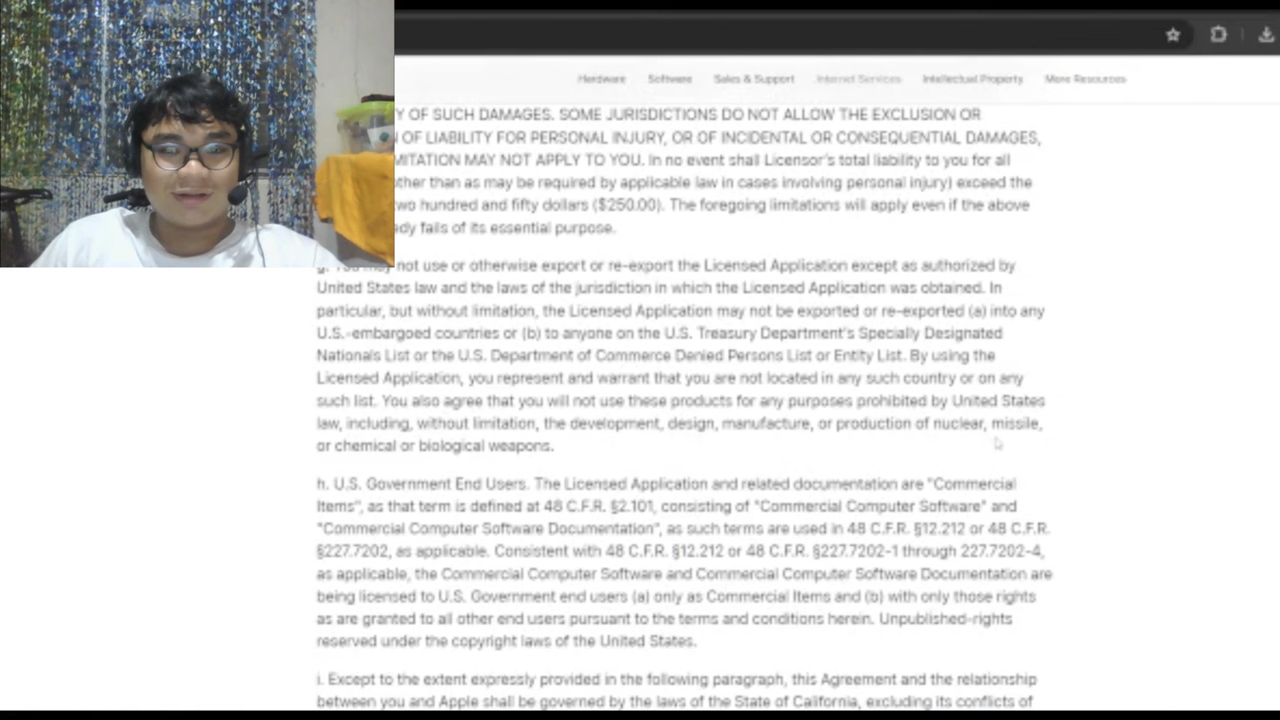 Hardware Software Sales & Support Internet Services Intellectual Property More Resources
Y OF SUCH DAMAGES. SOME JURISDICTIONS DO NOT ALLOW THE EXCLUSION OR
OF LIABILITY FOR PERSONAL INJURY, OR OF INCIDENTAL OR CONSEQUENTIAL DAMAGES,
MITATION MAY NOT APPLY TO YOU. In no event shall Licensor's total liability to you for all
other than as may be required by applicable law in cases involving personal injury) exceed the
two hundred and fifty dollars ($250.00). The foregoing limitations will apply even if the above
edy fails of its essential purpose.
g. You may not use or otherwise export or re-export the Licensed Application except as authorized by
United States law and the laws of the jurisdiction in which the Licensed Application was obtained. In
particular, but without limitation, the Licensed Application may not be exported or re-exported (a) into any
U.S.-embargoed countries or (b) to anyone on the U.S. Treasury Department's Specially Designated
Nationals List or the U.S. Department of Commerce Denied Persons List or Entity List. By using the
Licensed Application, you represent and warrant that you are not located in any such country or on any
such list. You also agree that you will not use these products for any purposes prohibited by United States
law, including, without limitation, the development, design, manufacture, or production of nuclear, missile,
or chemical or biological weapons.
h. U.S. Government End Users. The Licensed Application and related documentation are "Commercial
Items", as that term is defined at 48 C.F.R. §2.101, consisting of "Commercial Computer Software" and
"Commercial Computer Software Documentation", as such terms are used in 48 C.F.R. §12.212 or 48 C.F.R.
§227.7202, as applicable. Consistent with 48 C.F.R. §12.212 or 48 C.F.R. §227.7202-1 through 227.7202-4,
as applicable, the Commercial Computer Software and Commercial Computer Software Documentation are
being licensed to U.S. Government end users (a) only as Commercial Items and (b) with only those rights
as are granted to all other end users pursuant to the terms and conditions herein. Unpublished-rights
reserved under the copyright laws of the United States.
i. Except to the extent expressly provided in the following paragraph, this Agreement and the relationship
between you and Apple shall be governed by the laws of the State of California, excluding its conflicts of